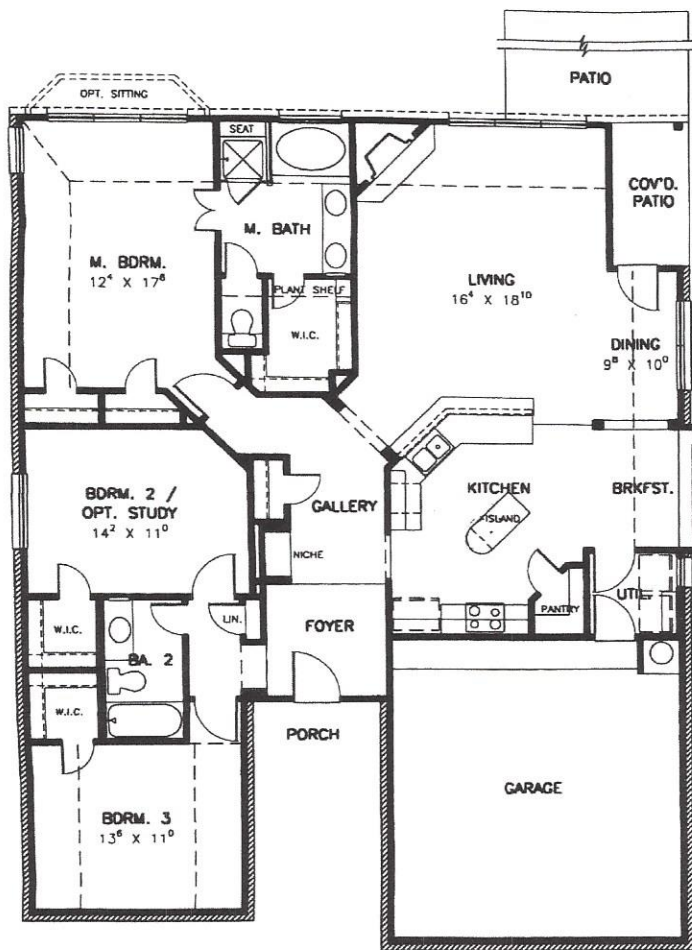 PATIO
OPT. SITTING
SEAT
COV'D.
PATIO
M. BATH
M. BDRM.
12⁴ X 17⁶
LIVING
16⁴ X 18¹⁰
PLANT SHELF
W.I.C.
DINING
9⁸ X 10⁰
BDRM. 2 /
OPT. STUDY
14² X 11⁰
GALLERY
KITCHEN
BRKFST.
ISLAND
NICHE
LIN.
FOYER
PANTRY
UTIL.
W.I.C.
BA. 2
W.I.C.
PORCH
GARAGE
BDRM. 3
13⁶ X 11⁰